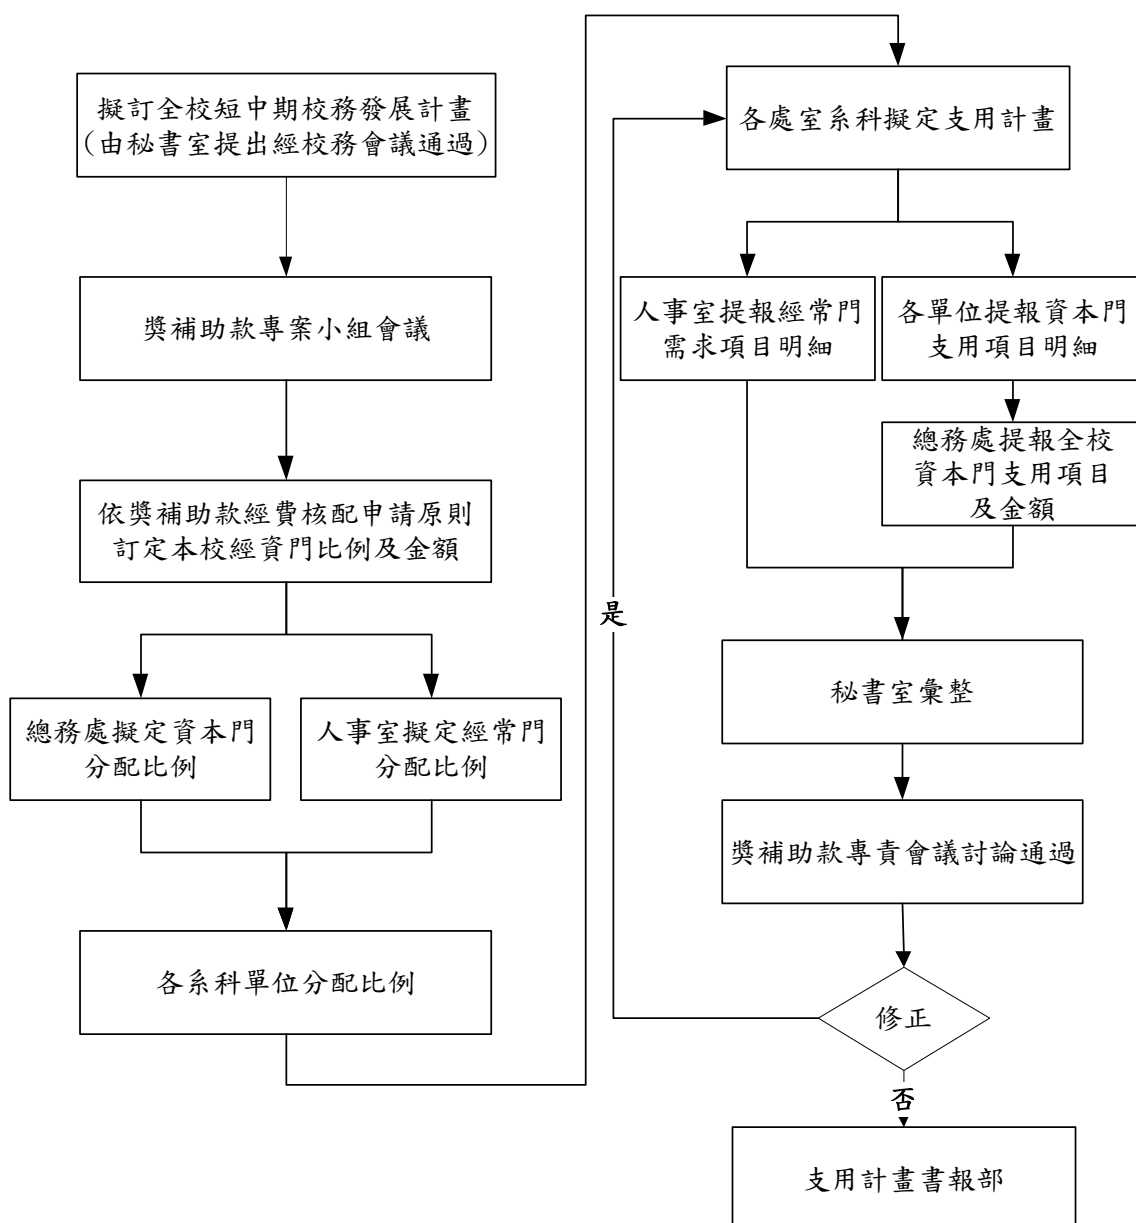 擬訂全校短中期校務發展計畫
(由秘書室提出經校務會議通過)
獎補助款專案小組會議
依獎補助款經費核配申請原則
訂定本校經資門比例及金額
總務處擬定資本門
分配比例
人事室擬定經常門
分配比例
各系科單位分配比例
各處室系科擬定支用計畫
人事室提報經常門
需求項目明細
各單位提報資本門
支用項目明細
總務處提報全校
資本門支用項目
及金額
秘書室彙整
獎補助款專責會議討論通過
修正
是
否
支用計畫書報部